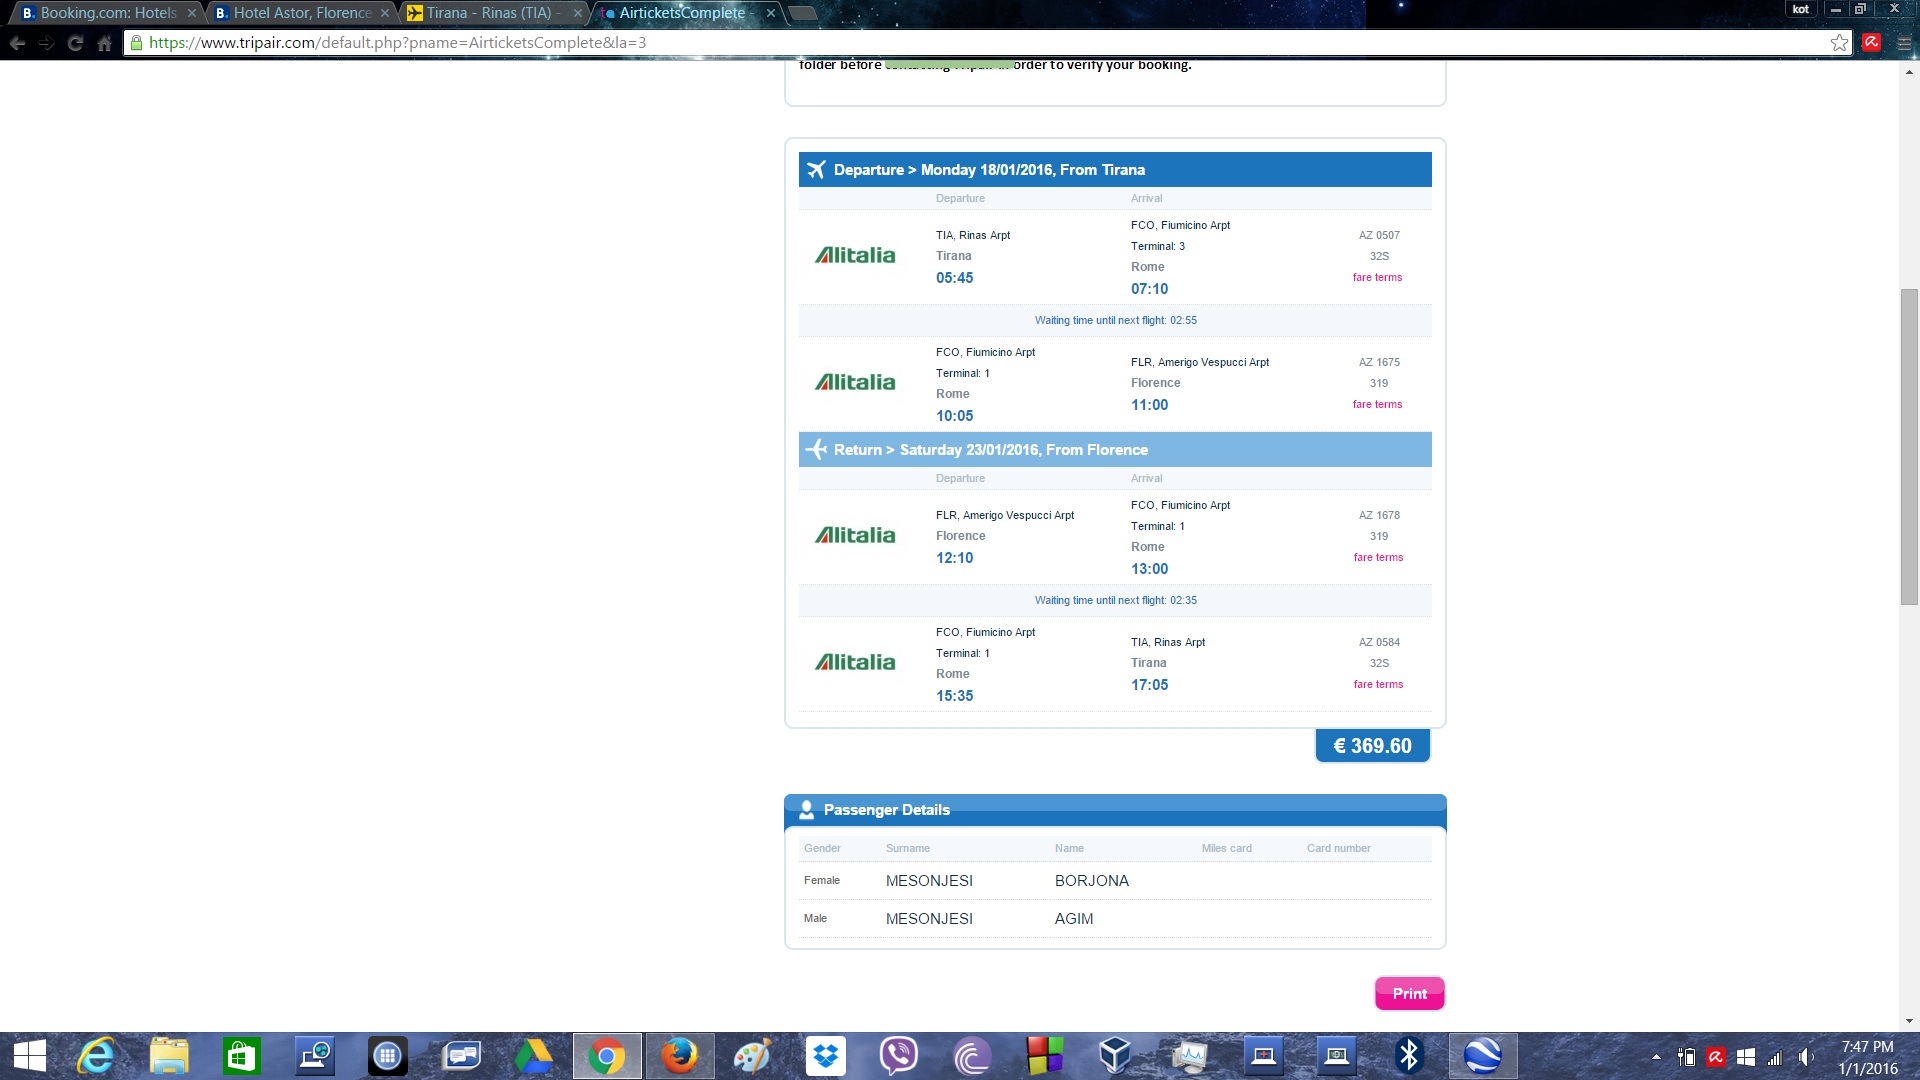 Booking.com: Hotels
Hotel Astor, Florence
Tirana - Rinas (TIA) -
AirticketsComplete
kot
https://www.tripair.com/default.php?pname=AirticketsComplete&la=3
folder before contacting Tripair in order to verify your booking.
Departure > Monday 18/01/2016, From Tirana
Departure Arrival
Alitalia
TIA, Rinas Arpt
Tirana
05:45
FCO, Fiumicino Arpt
Terminal: 3
Rome
07:10
AZ 0507
32S
fare terms
Waiting time until next flight: 02:55
Alitalia
FCO, Fiumicino Arpt
Terminal: 1
Rome
10:05
FLR, Amerigo Vespucci Arpt
Florence
11:00
AZ 1675
319
fare terms
Return > Saturday 23/01/2016, From Florence
Departure Arrival
Alitalia
FLR, Amerigo Vespucci Arpt
Florence
12:10
FCO, Fiumicino Arpt
Terminal: 1
Rome
13:00
AZ 1678
319
fare terms
Waiting time until next flight: 02:35
Alitalia
FCO, Fiumicino Arpt
Terminal: 1
Rome
15:35
TIA, Rinas Arpt
Tirana
17:05
AZ 0584
32S
fare terms
€ 369.60
Passenger Details
Gender Surname Name Miles card Card number
Female MESONJESI BORJONA
Male MESONJESI AGIM
Print
7:47 PM
1/1/2016